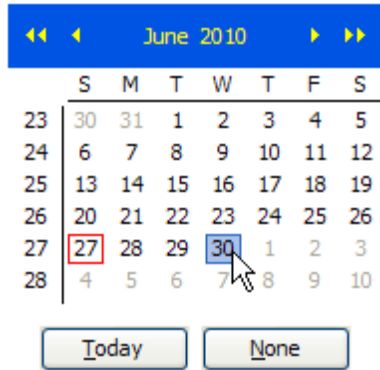 June 2010
S M T W T F S
23 30 31 1 2 3 4 5
24 6 7 8 9 10 11 12
25 13 14 15 16 17 18 19
26 20 21 22 23 24 25 26
27 27 28 29 30 1 2 3
28 4 5 6 7 8 9 10
Today None